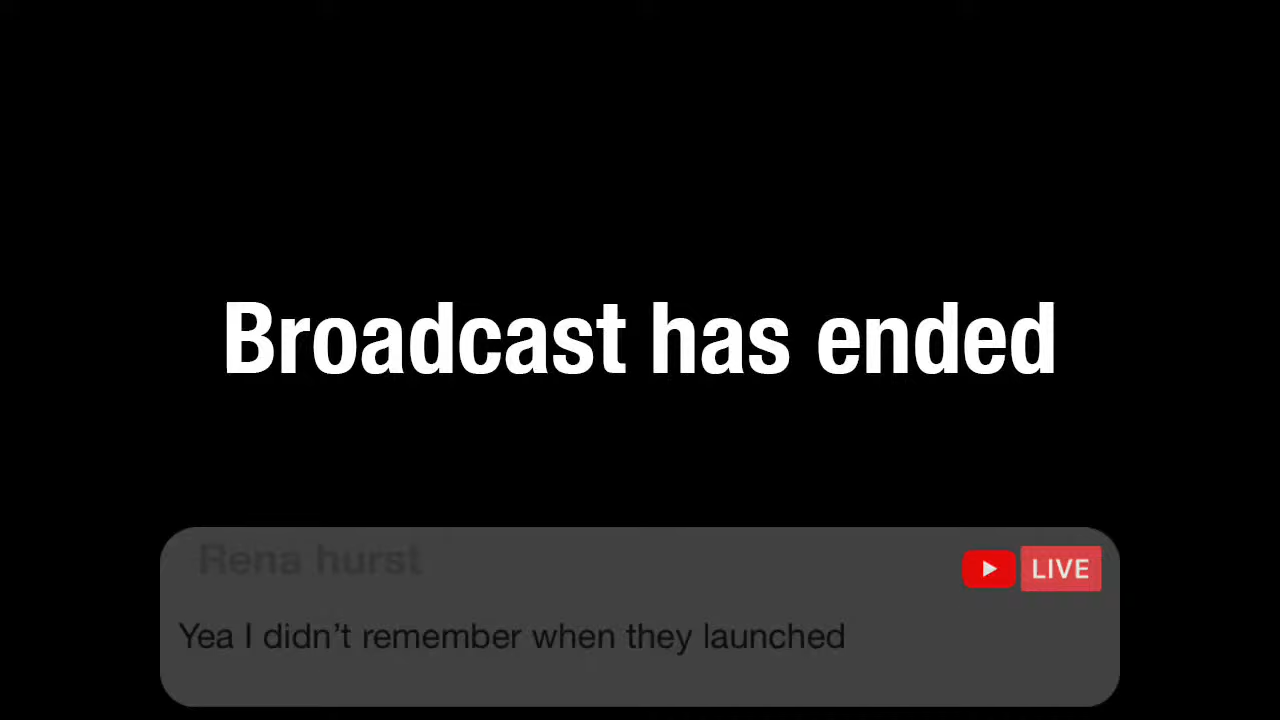 Broadcast has ended
Rena hurst
LIVE
Yea I didn’t remember when they launched